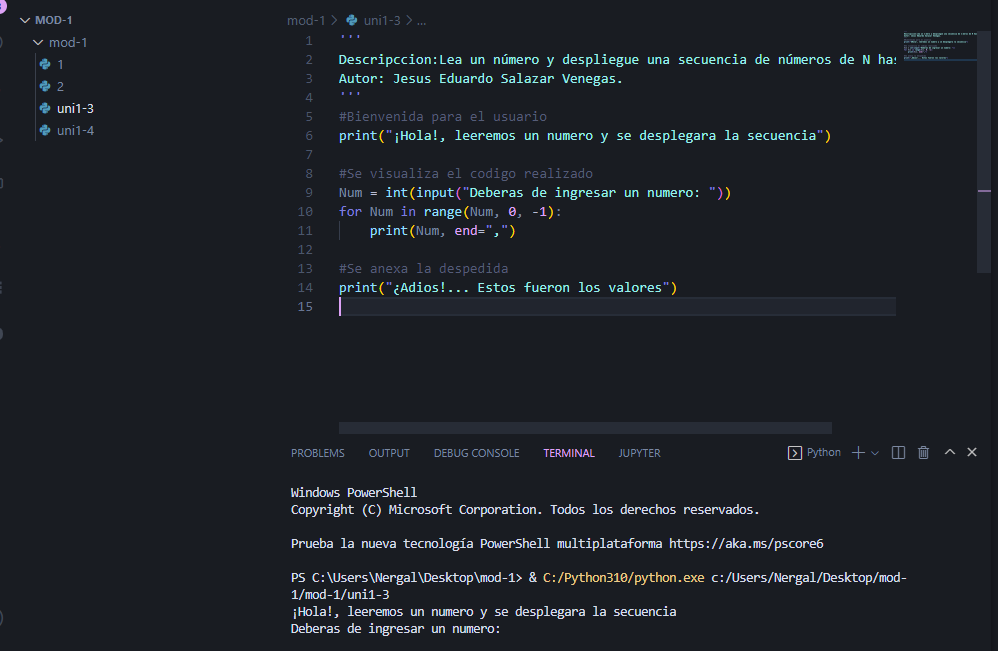 MOD-1
mod-1
1
2
uni1-3
uni1-4
mod-1 > uni1-3 > ...
1 '''
2 Descripccion:Lea un número y despliegue una secuencia de números de N has
3 Autor: Jesus Eduardo Salazar Venegas.
4 '''
5 #Bienvenida para el usuario
6 print("¡Hola!, leeremos un numero y se desplegara la secuencia")
7
8 #Se visualiza el codigo realizado
9 Num = int(input("Deberas de ingresar un numero: "))
10 for Num in range(Num, 0, -1):
11     print(Num, end=",")
12
13 #Se anexa la despedida
14 print("¿Adios!... Estos fueron los valores")
15
PROBLEMS OUTPUT DEBUG CONSOLE TERMINAL JUPYTER Python
Windows PowerShell
Copyright (C) Microsoft Corporation. Todos los derechos reservados.
Prueba la nueva tecnología PowerShell multiplataforma https://aka.ms/pscore6
PS C:\Users\Nergal\Desktop\mod-1> & C:/Python310/python.exe c:/Users/Nergal/Desktop/mod-
1/mod-1/uni1-3
¡Hola!, leeremos un numero y se desplegara la secuencia
Deberas de ingresar un numero: